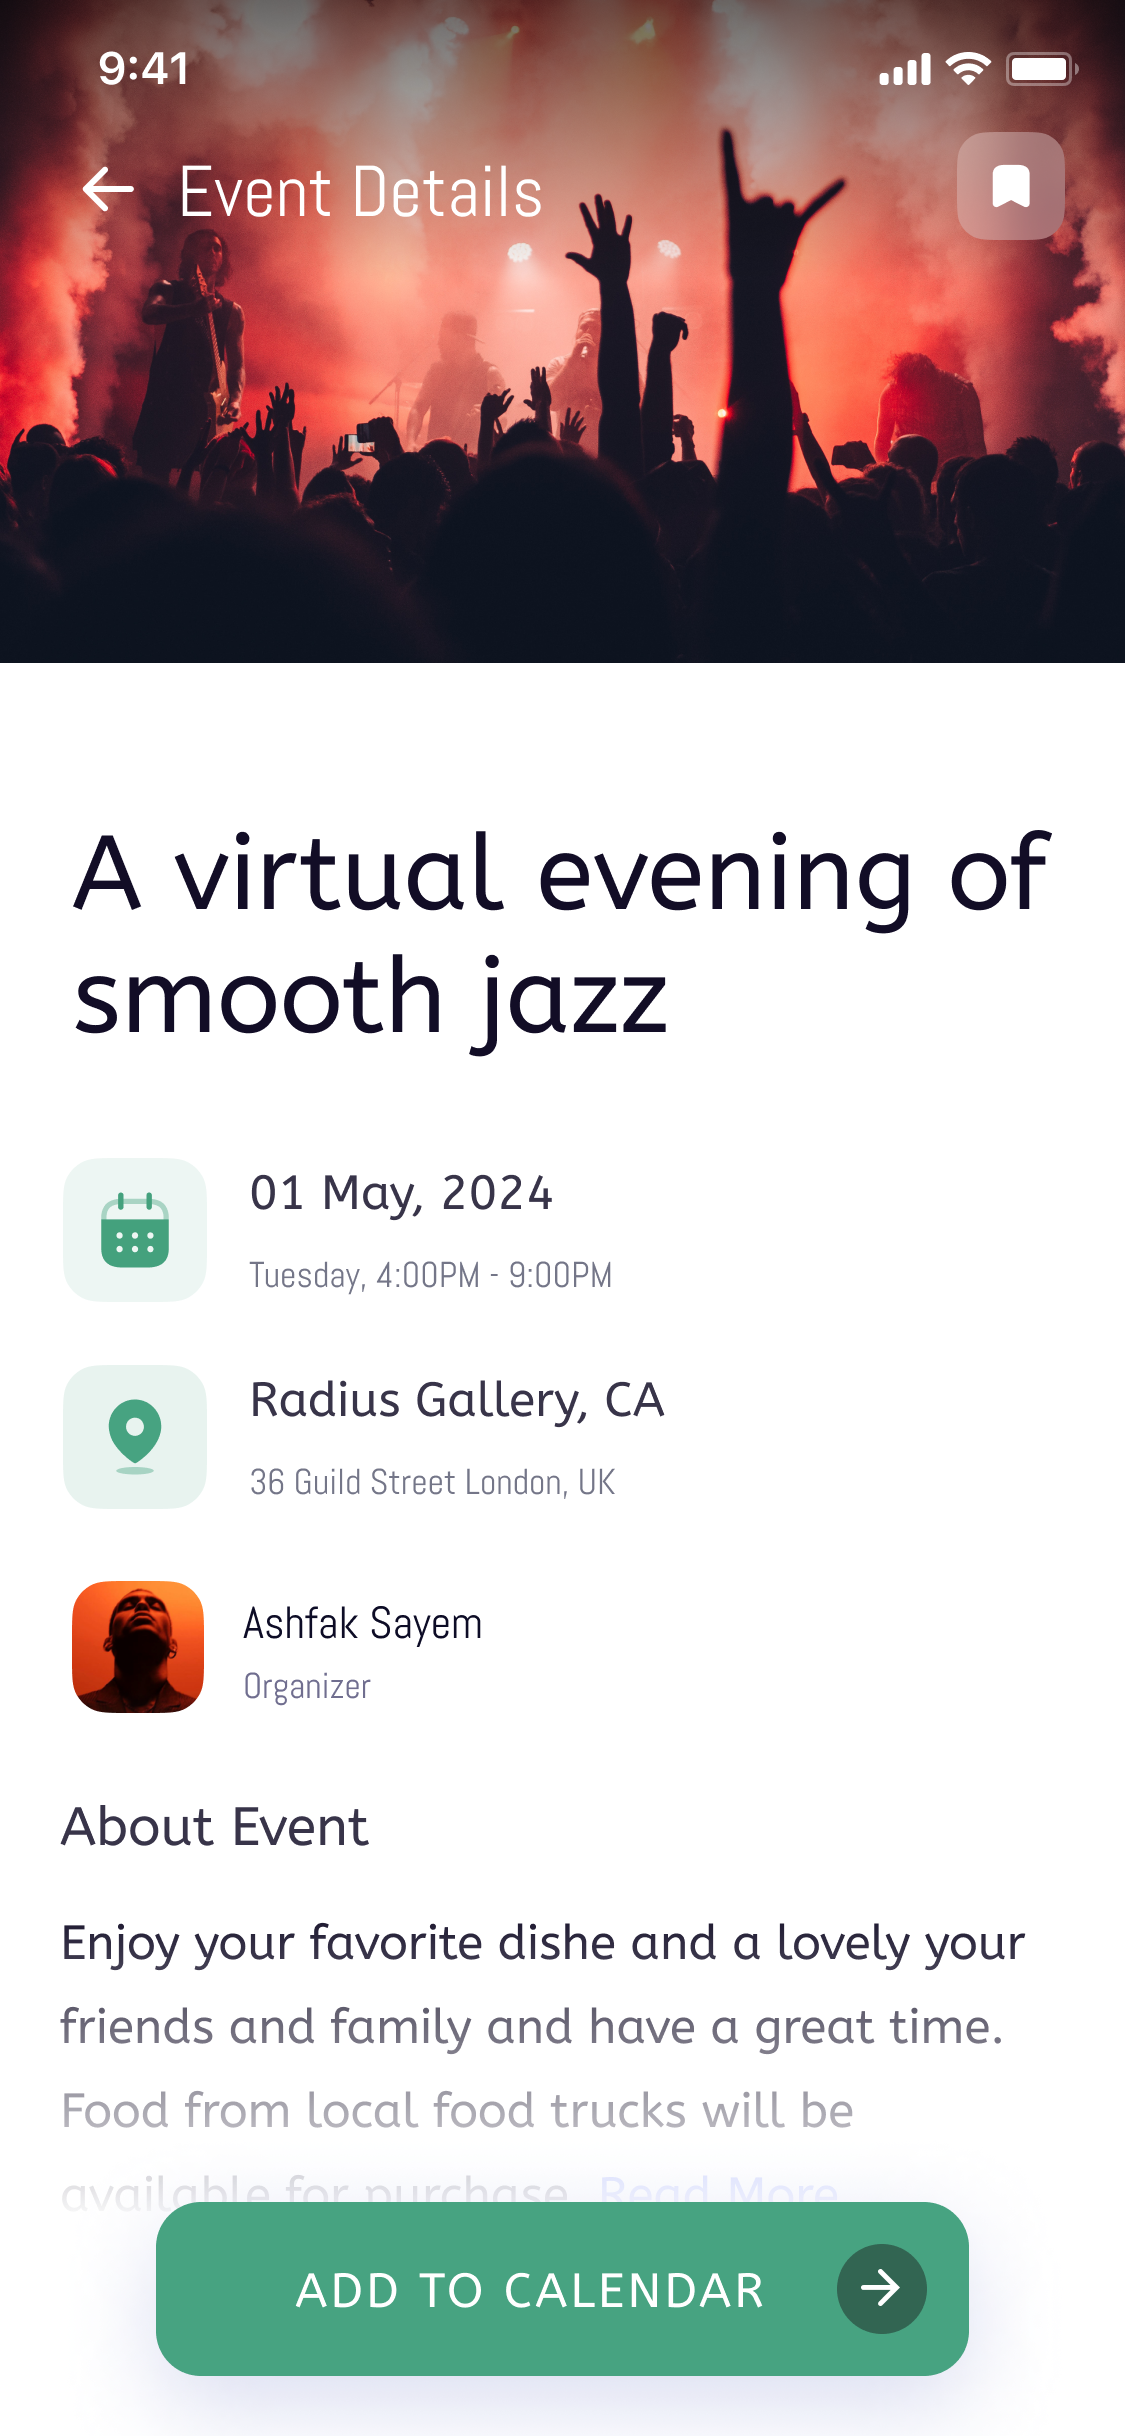 9:41
Event Details
A virtual evening of
smooth jazz
01 May, 2024
Tuesday, 4:00PM - 9:00PM
Radius Gallery, CA
36 Guild Street London, UK
Ashfak Sayem
Organizer
About Event
Enjoy your favorite dishe and a lovely your
friends and family and have a great time.
Food from local food trucks will be
available for purchase. Read More
ADD TO CALENDAR